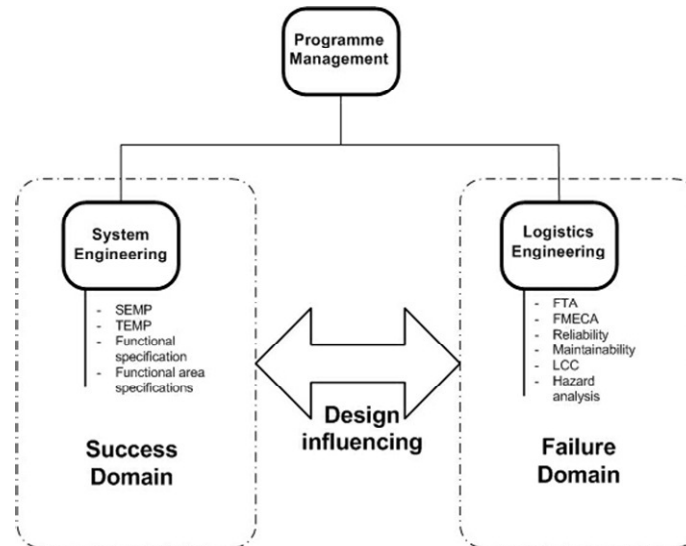 Programme
Management
System
Engineering
- SEMP
- TEMP
- Functional
specification
- Functional area
specifications
Success
Domain
Design
influencing
Logistics
Engineering
- FTA
- FMECA
- Reliability
- Maintainability
- LCC
- Hazard
analysis
Failure
Domain